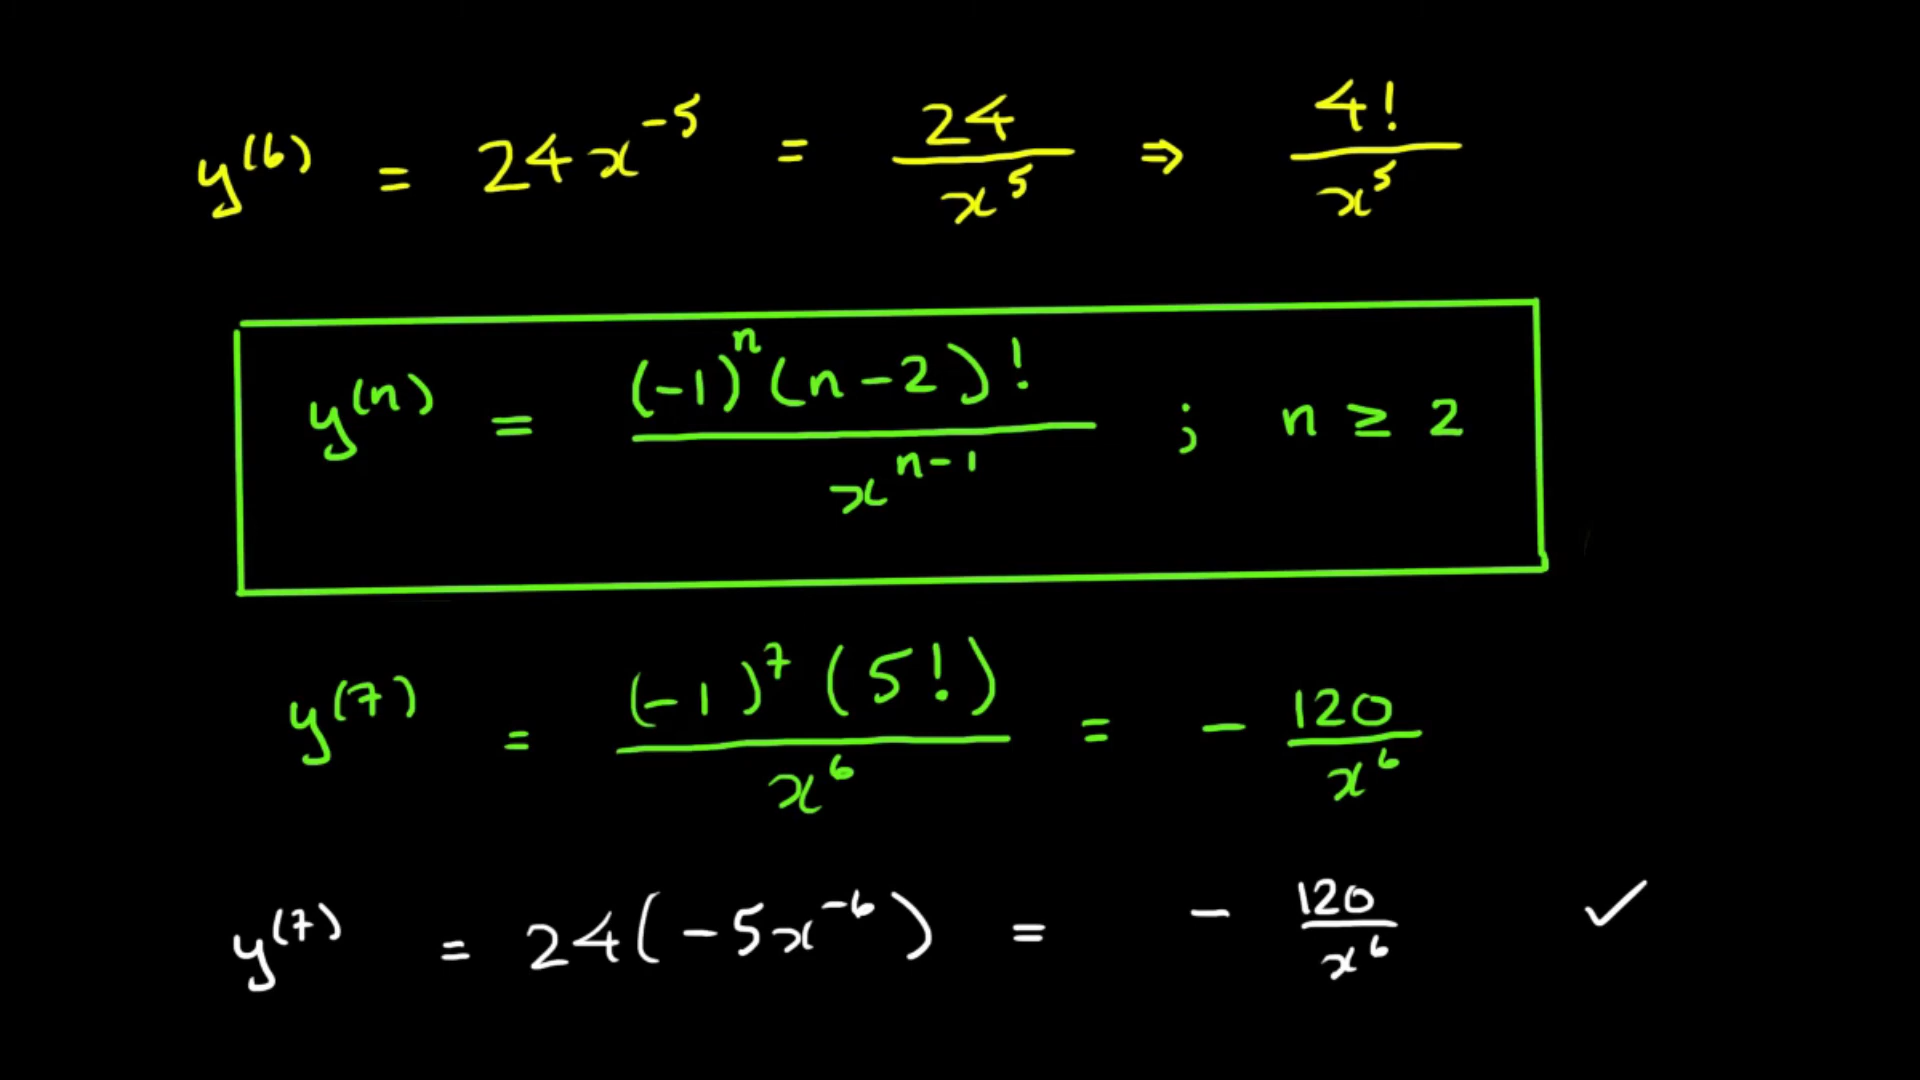 y⁽⁶⁾ = 24x⁻⁵ = 24/x⁵ ⇒ 4!/x⁵
y⁽ⁿ⁾ = (-1)ⁿ(n-2)!/xⁿ⁻¹ ; n ≥ 2
y⁽⁷⁾ = (-1)⁷(5!)/x⁶ = - 120/x⁶
y⁽⁷⁾ = 24(-5x⁻⁶) = - 120/x⁶ ✓